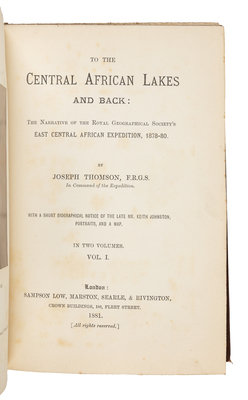 TO THE
CENTRAL AFRICAN LAKES
AND BACK:
THE NARRATIVE OF THE ROYAL GEOGRAPHICAL SOCIETY'S
EAST CENTRAL AFRICAN EXPEDITION, 1878-80.
BY
JOSEPH THOMSON, F.R.G.S.
In Command of the Expedition.
WITH A SHORT BIOGRAPHICAL NOTICE OF THE LATE MR. KEITH JOHNSTON,
PORTRAITS, AND A MAP.
IN TWO VOLUMES.
VOL. I.
London:
SAMPSON LOW, MARSTON, SEARLE, & RIVINGTON,
CROWN BUILDINGS, 188, FLEET STREET.
1881.
[All rights reserved.]